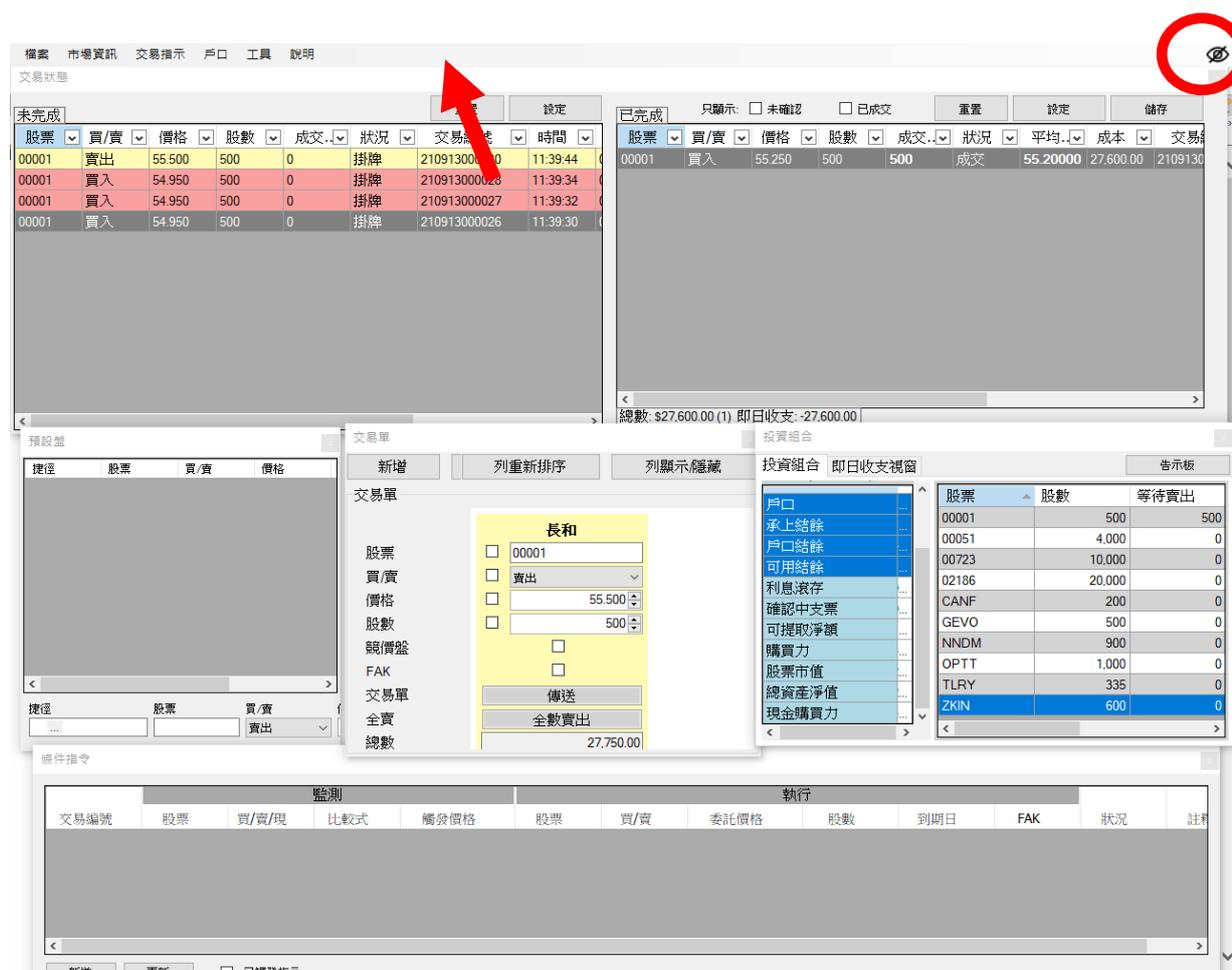 檔案 市場資訊 交易指示 戶口 工具 說明
交易狀態
未完成 設定
股票 買/賣 價格 股數 成交.. 狀況 時間
00001 賣出 55.500 500 0 掛牌 11:39:44
00001 買入 54.950 500 0 掛牌 210913000028 11:39:34
00001 買入 54.950 500 0 掛牌 210913000027 11:39:32
00001 買入 54.950 500 0 掛牌 210913000026 11:39:30
已完成 只顯示: 未確認 已成交 重置 設定 儲存
股票 買/賣 價格 股數 成交.. 狀況 平均.. 成本 交易
00001 買入 55.250 500 500 成交 55.20000 27,600.00 210913
總數: $27,600.00 (1) 即日收支: -27,600.00
預設盤
捷徑 股票 買/賣 價格
捷徑 股票 買/賣
... 賣出
交易單
新增 列重新排序 列顯示/隱藏
交易單
長和
股票 00001
買/賣 賣出
價格 55.500
股數 500
競價盤
FAK
交易單 傳送
全賣 全數賣出
總數 27,750.00
投資組合
投資組合 即日收支視窗 告示板
戶口
承上結餘
戶口結餘
可用結餘
利息滾存
確認中支票
可提取淨額
購買力
股票市值
總資產淨值
現金購買力
股票 股數 等待賣出
00001 500 500
00051 4,000 0
00723 10,000 0
02186 20,000 0
CANF 200 0
GEVO 500 0
NNDM 900 0
OPTT 1,000 0
TLRY 335 0
ZKIN 600 0
條件指令
監測 執行
交易編號 股票 買/賣/現 比較式 觸發價格 股票 買/賣 委託價格 股數 到期日 FAK 狀況 註